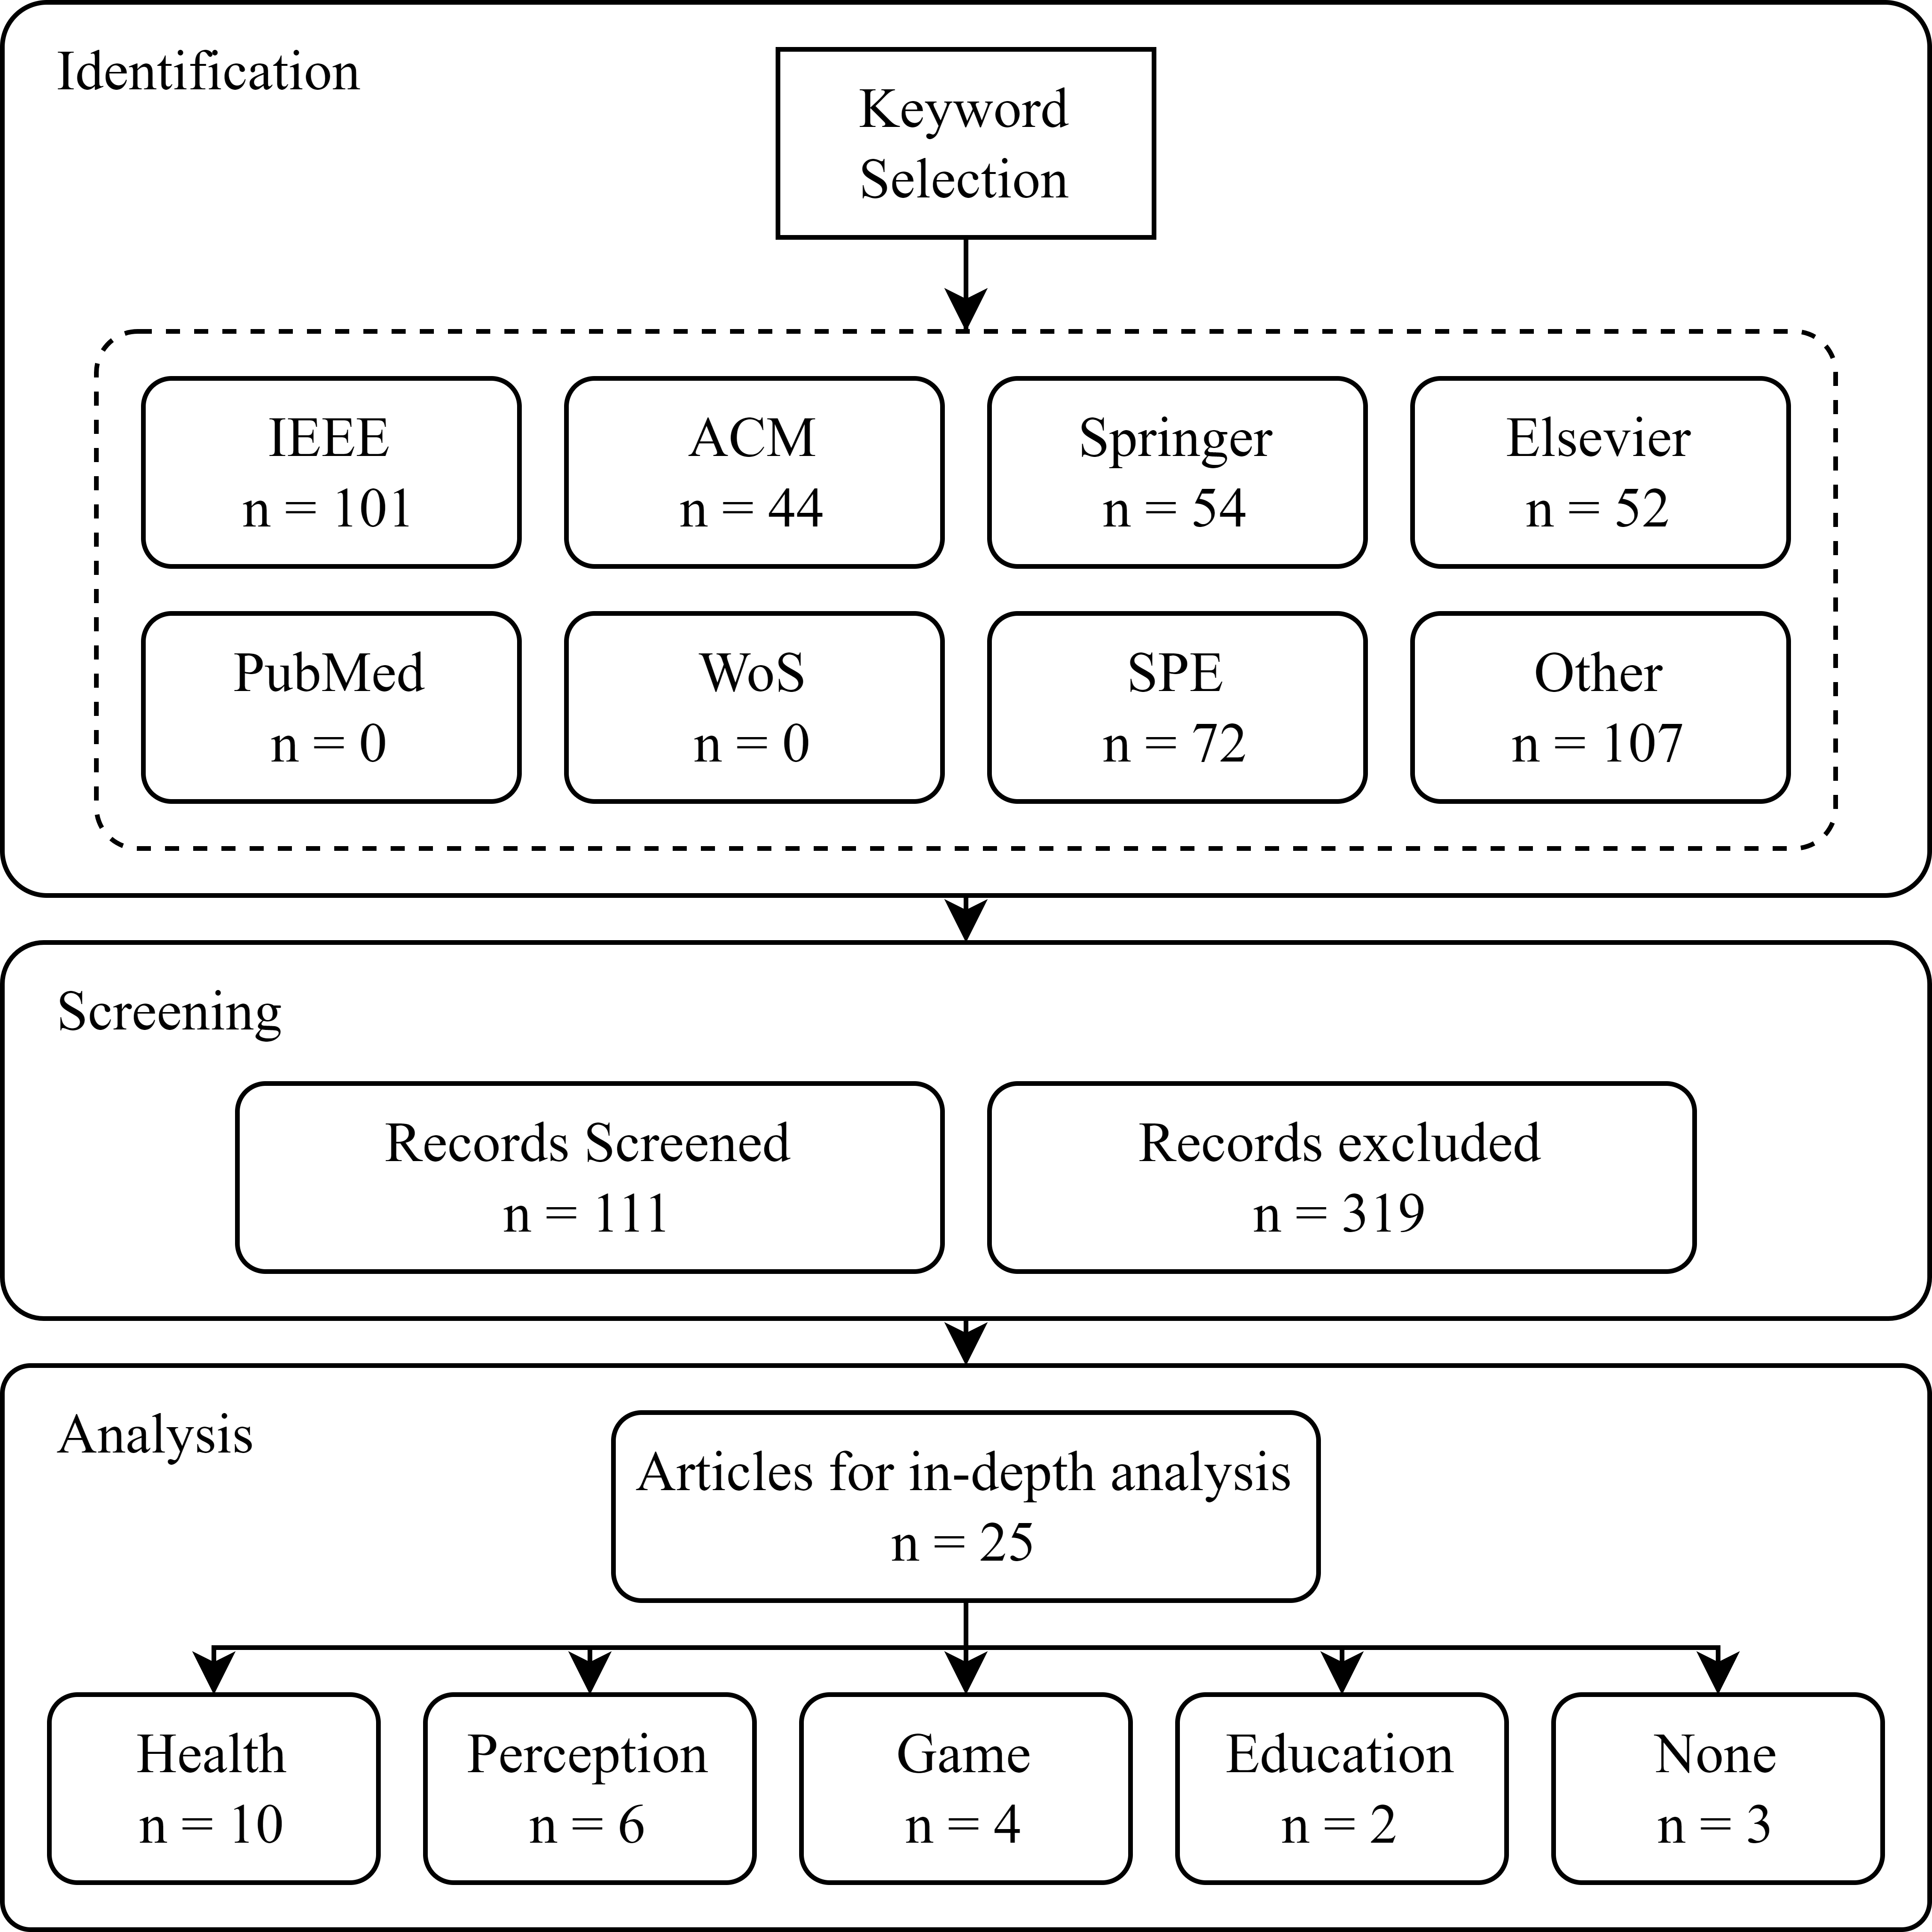 Identification
Keyword
Selection
IEEE
n = 101
ACM
n = 44
Springer
n = 54
Elsevier
n = 52
PubMed
n = 0
WoS
n = 0
SPE
n = 72
Other
n = 107
Screening
Records Screened
n = 111
Records excluded
n = 319
Analysis
Articles for in-depth analysis
n = 25
Health
n = 10
Perception
n = 6
Game
n = 4
Education
n = 2
None
n = 3